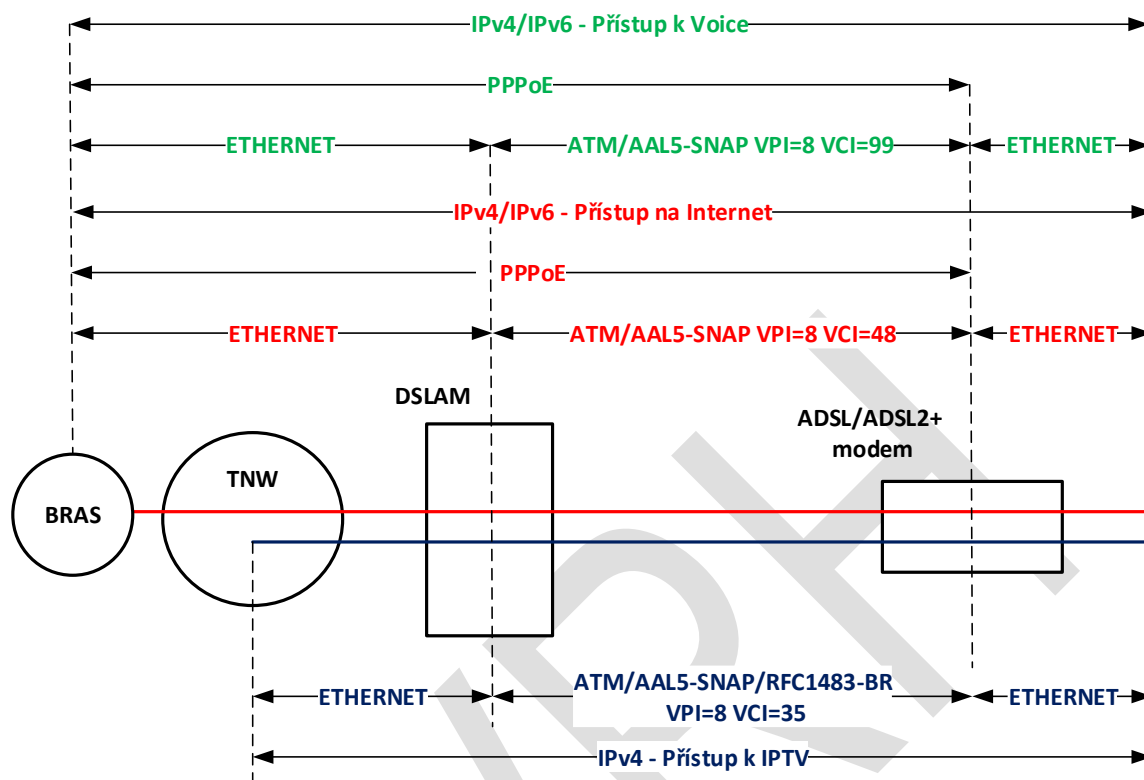 IPv4/IPv6 - Přístup k Voice
PPPoE
ETHERNET
ATM/AAL5-SNAP VPI=8 VCI=99
ETHERNET
IPv4/IPv6 - Přístup na Internet
PPPoE
ETHERNET
ATM/AAL5-SNAP VPI=8 VCI=48
ETHERNET
DSLAM
ADSL/ADSL2+
modem
TNW
BRAS
ETHERNET
ATM/AAL5-SNAP/RFC1483-BR
VPI=8 VCI=35
ETHERNET
IPv4 - Přístup k IPTV